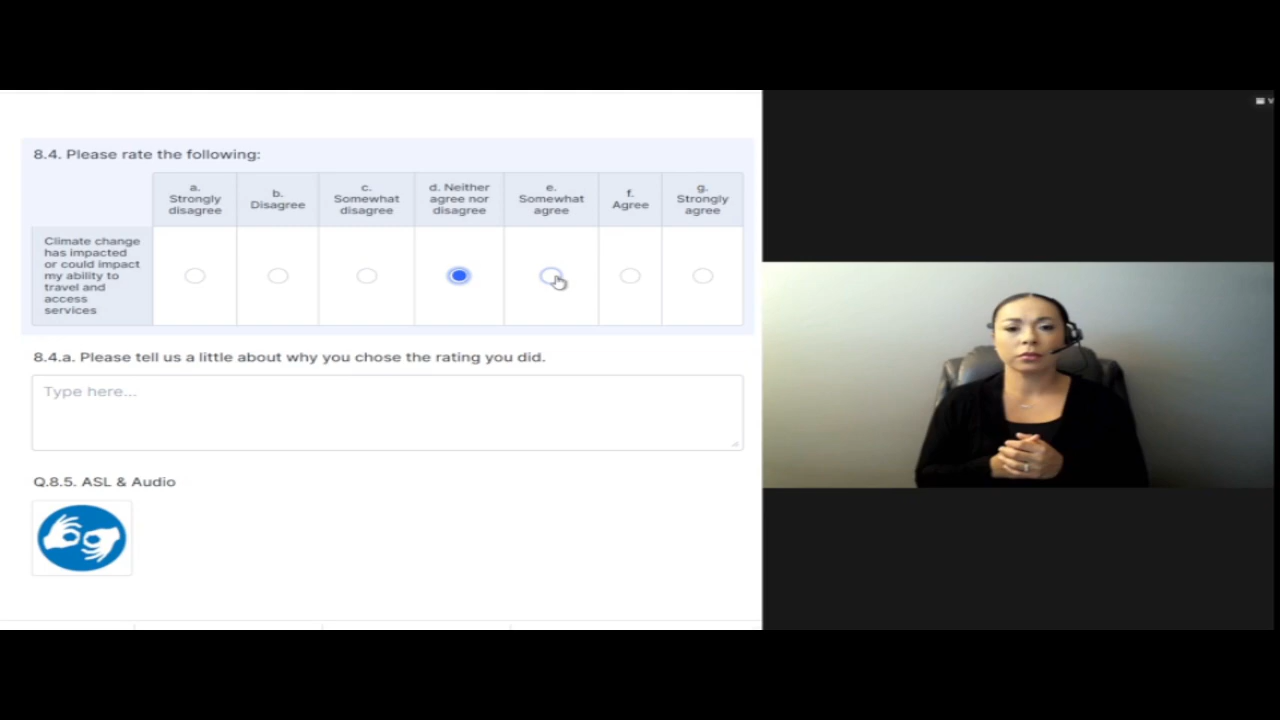 8.4. Please rate the following:
a.
Strongly
disagree
b.
Disagree
c.
Somewhat
disagree
d. Neither
agree nor
disagree
e.
Somewhat
agree
f.
Agree
g.
Strongly
agree
Climate change
has impacted
or could impact
my ability to
travel and
access
services
8.4.a. Please tell us a little about why you chose the rating you did.
Type here...
Q.8.5. ASL & Audio